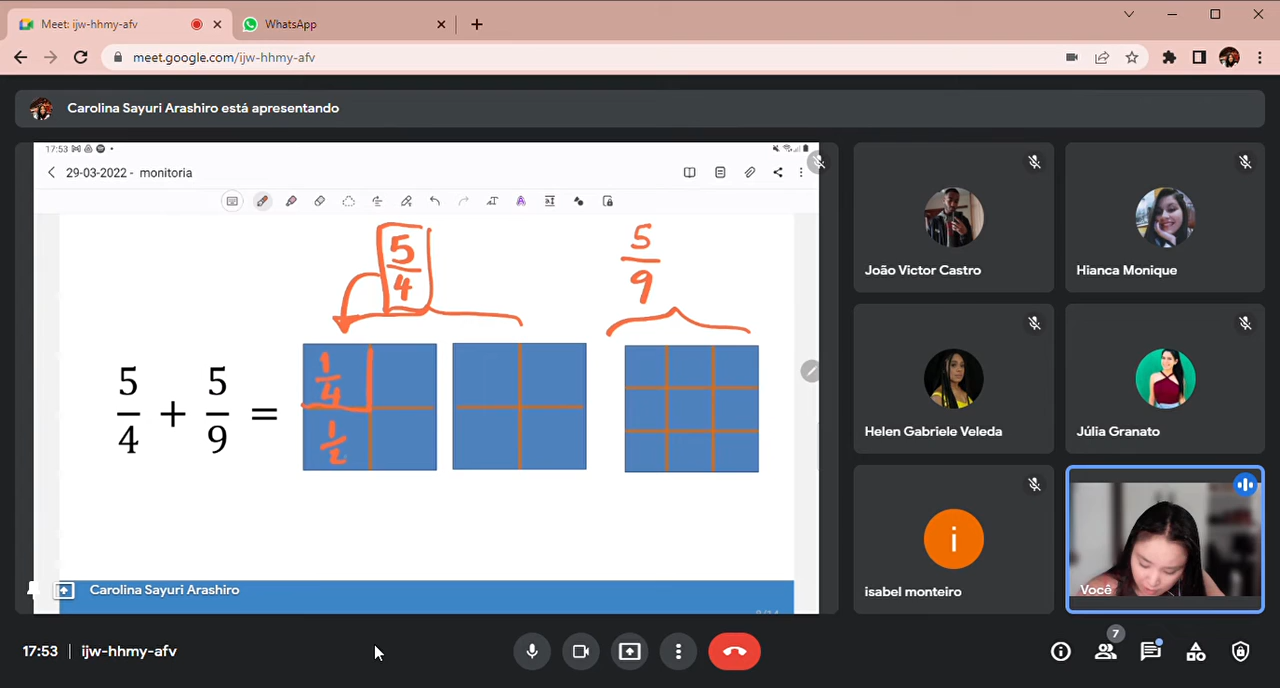 Meet: ijw-hhmy-afv
WhatsApp
meet.google.com/ijw-hhmy-afv
Carolina Sayuri Arashiro está apresentando
17:53
29-03-2022 - monitoria
5/4
5/9
5/4 + 5/9 =
1/4
1/2
Carolina Sayuri Arashiro
João Victor Castro
Hianca Monique
Helen Gabriele Veleda
Júlia Granato
i
isabel monteiro
Você
17:53 | ijw-hhmy-afv
7